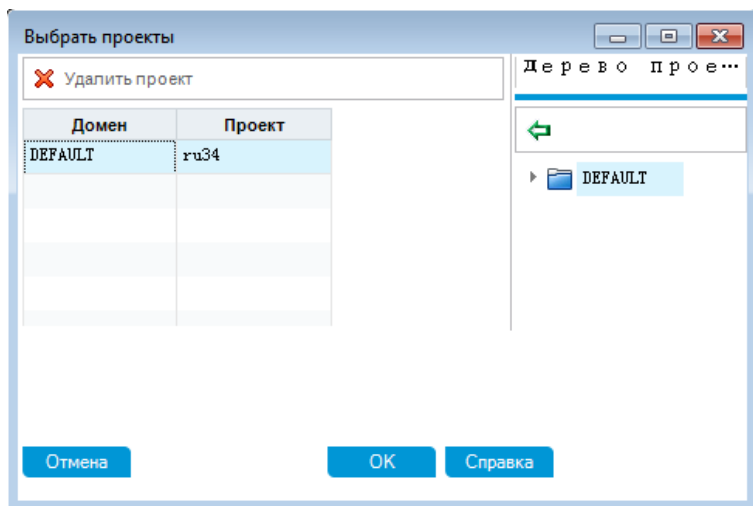 Выбрать проекты
Удалить проект
Дерево прое…
Домен Проект
DEFAULT ru34
DEFAULT
Отмена OK Справка